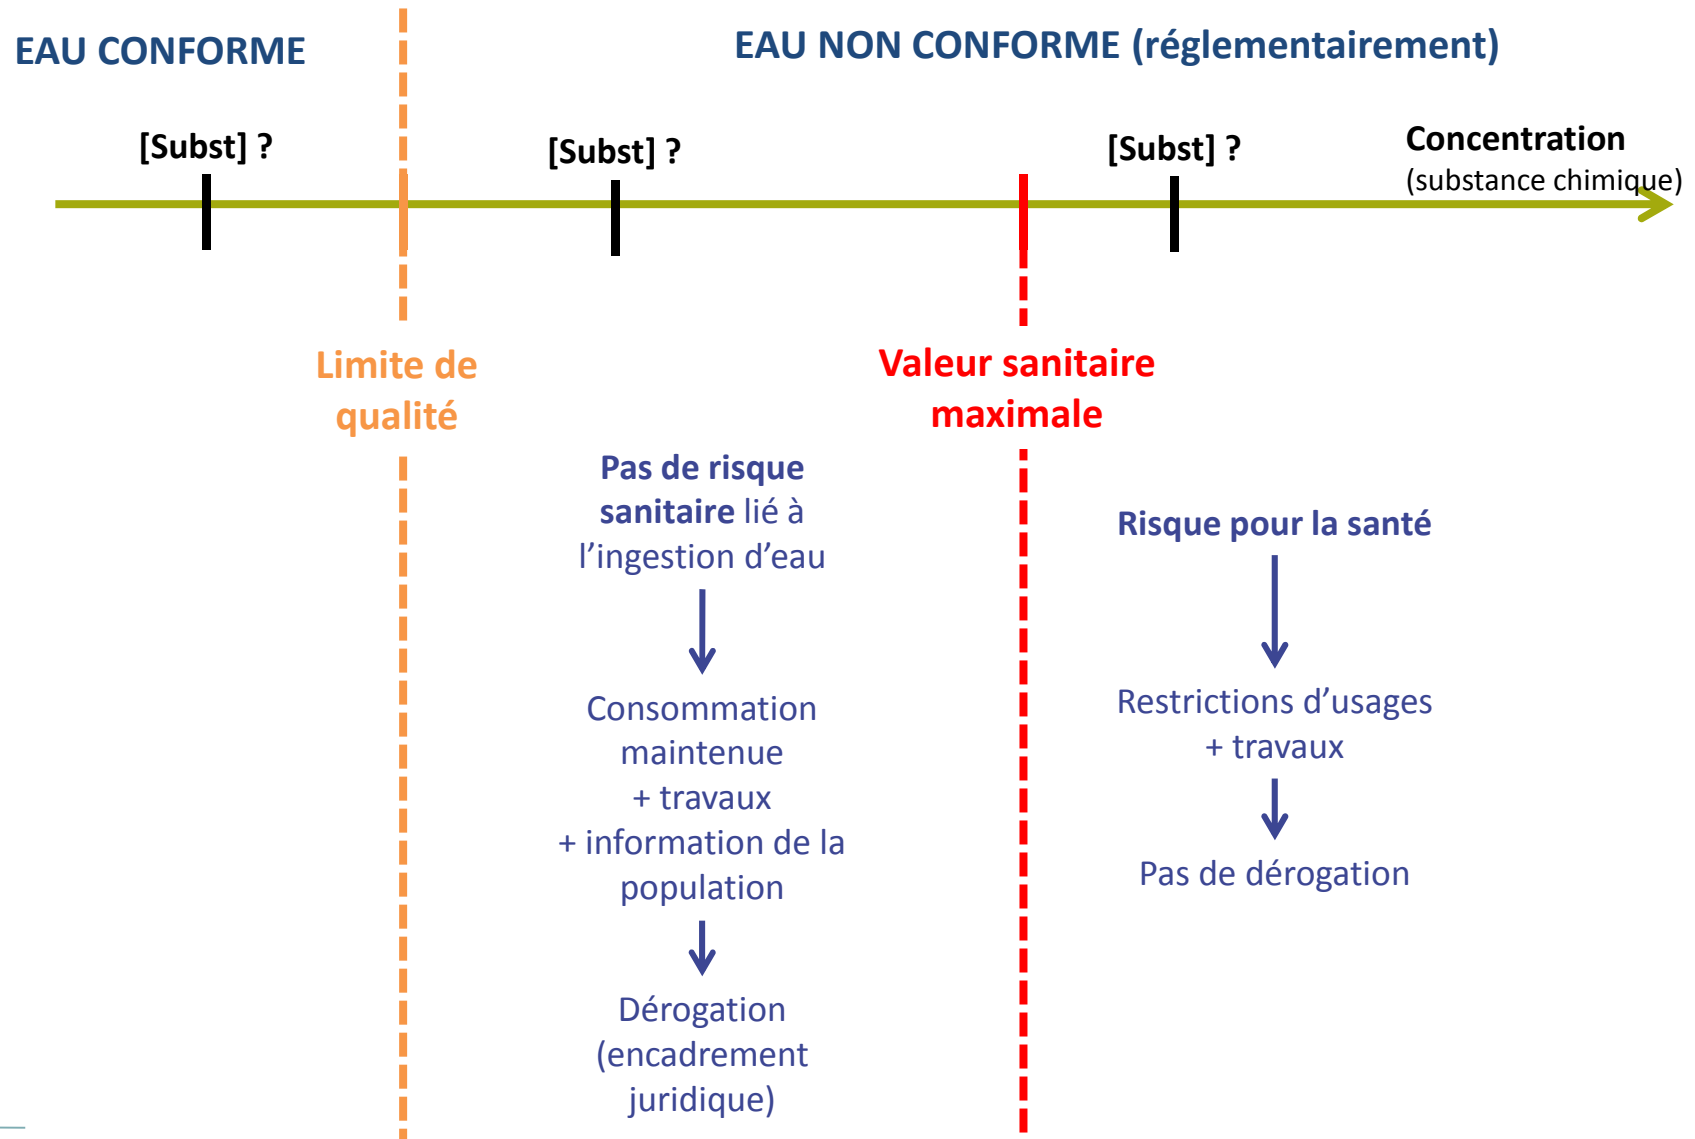 EAU CONFORME
EAU NON CONFORME (réglementairement)
[Subst] ?
[Subst] ?
[Subst] ?
Concentration
(substance chimique)
Limite de
qualité
Valeur sanitaire
maximale
Pas de risque
sanitaire lié à
l’ingestion d’eau
Consommation
maintenue
+ travaux
+ information de la
population
Dérogation
(encadrement
juridique)
Risque pour la santé
Restrictions d’usages
+ travaux
Pas de dérogation